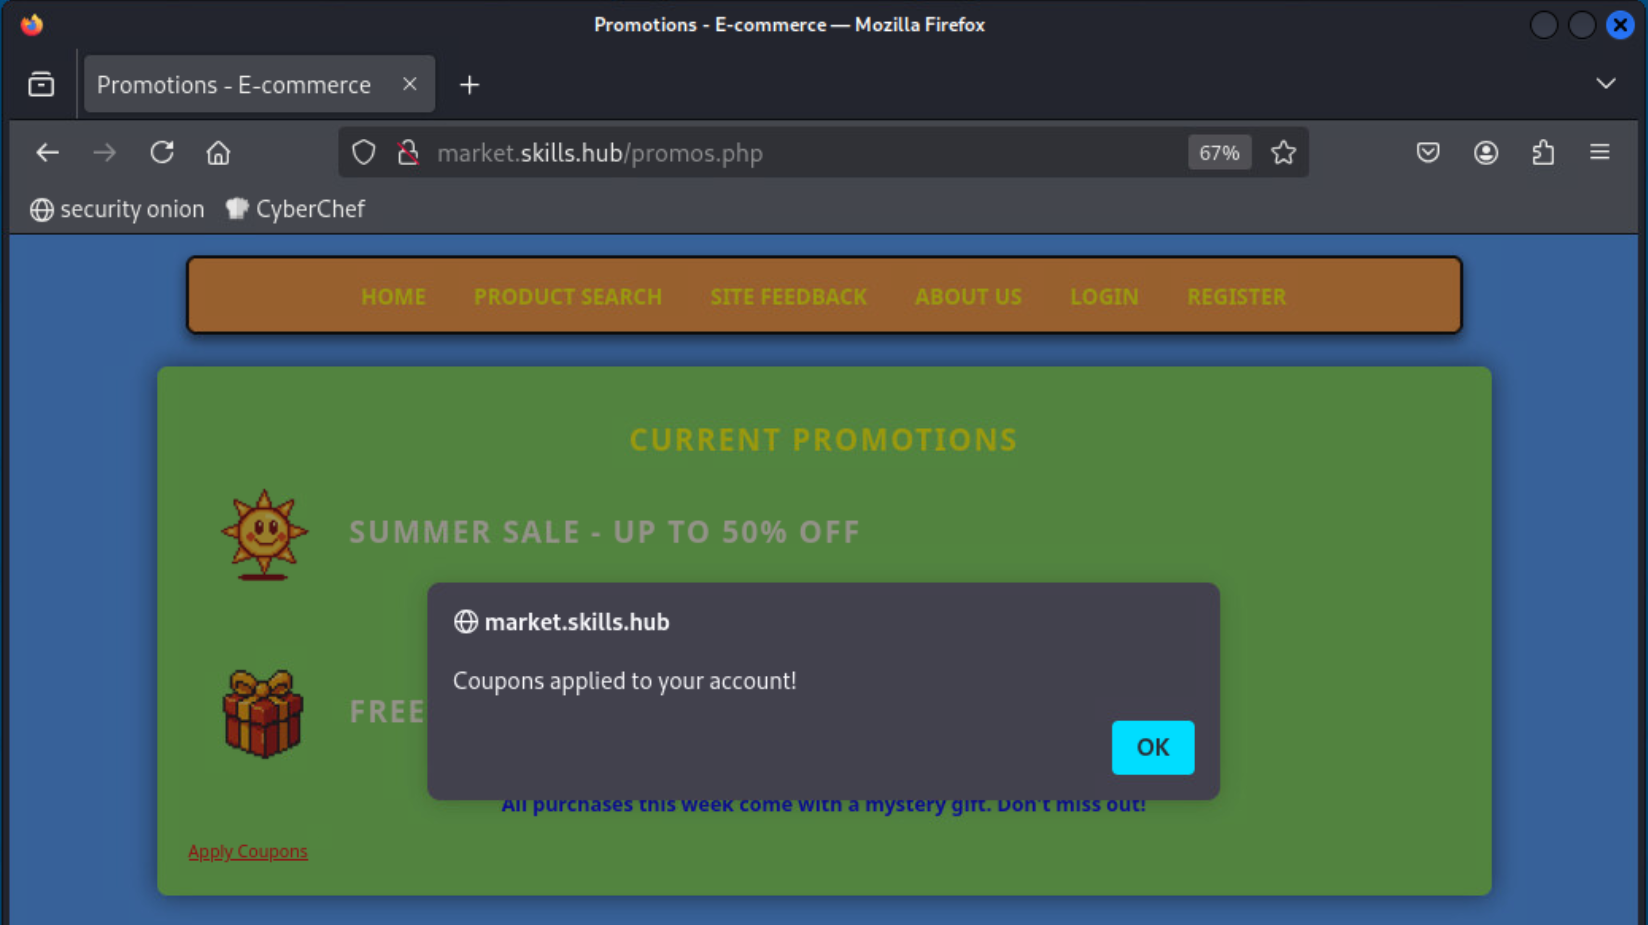 Promotions - E-commerce — Mozilla Firefox
Promotions - E-commerce
market.skills.hub/promos.php 67%
security onion CyberChef
HOME PRODUCT SEARCH SITE FEEDBACK ABOUT US LOGIN REGISTER
CURRENT PROMOTIONS
SUMMER SALE - UP TO 50% OFF
market.skills.hub
Coupons applied to your account!
FREE
OK
All purchases this week come with a mystery gift. Don't miss out!
Apply Coupons